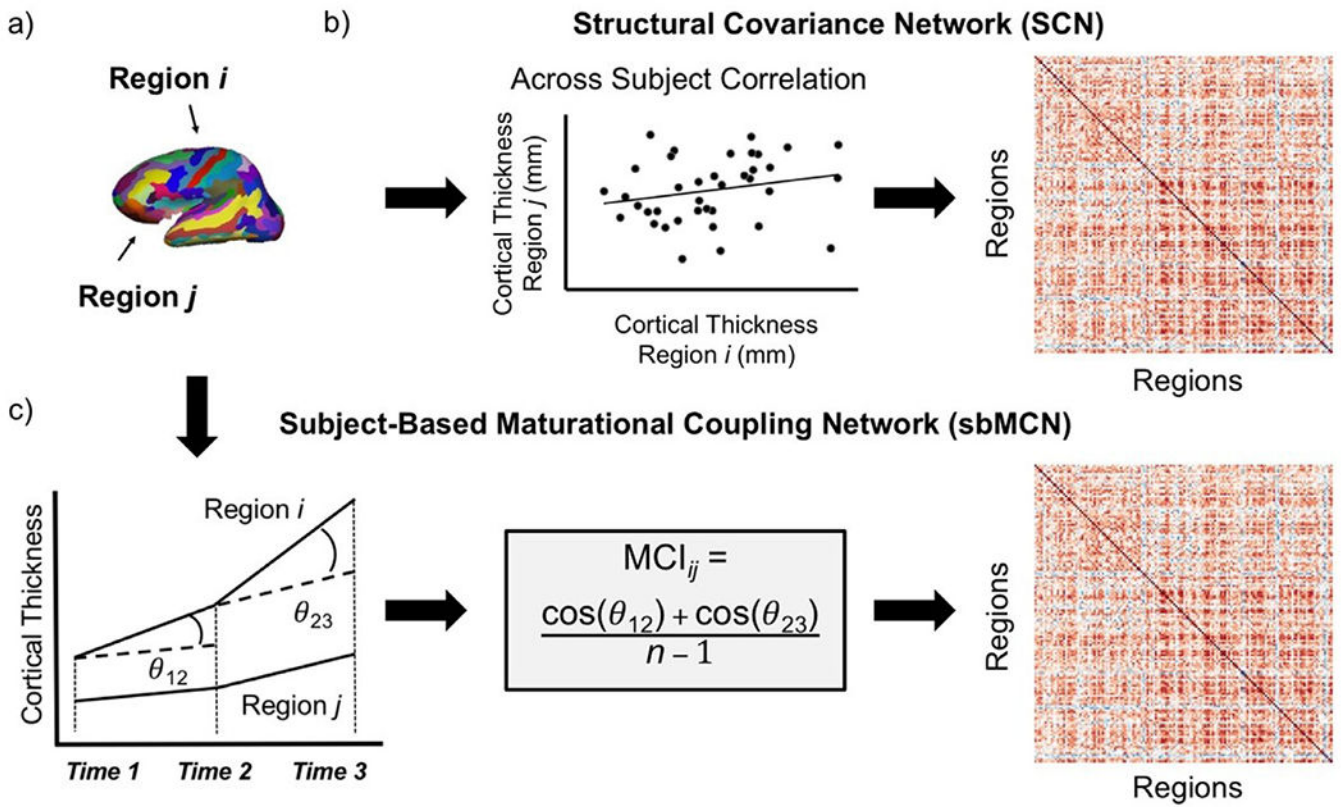 a)
Region i
Region j
b)
Structural Covariance Network (SCN)
Across Subject Correlation
Cortical Thickness
Region j (mm)
Cortical Thickness
Region i (mm)
Regions
Regions
c)
Subject-Based Maturational Coupling Network (sbMCN)
Cortical Thickness
Region i
θ23
θ12
Region j
Time 1 Time 2 Time 3
MCIij =
cos(θ12) + cos(θ23)
n − 1
Regions
Regions